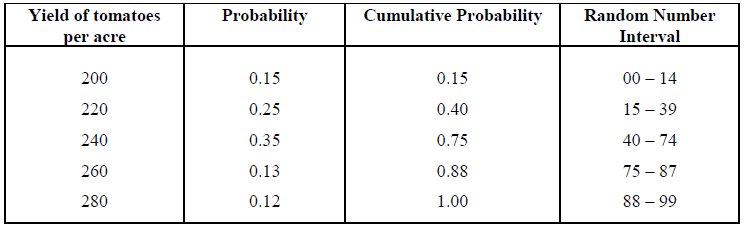 Yield of tomatoes per acre Probability Cumulative Probability Random Number Interval
200 0.15 0.15 00 – 14
220 0.25 0.40 15 – 39
240 0.35 0.75 40 – 74
260 0.13 0.88 75 – 87
280 0.12 1.00 88 – 99